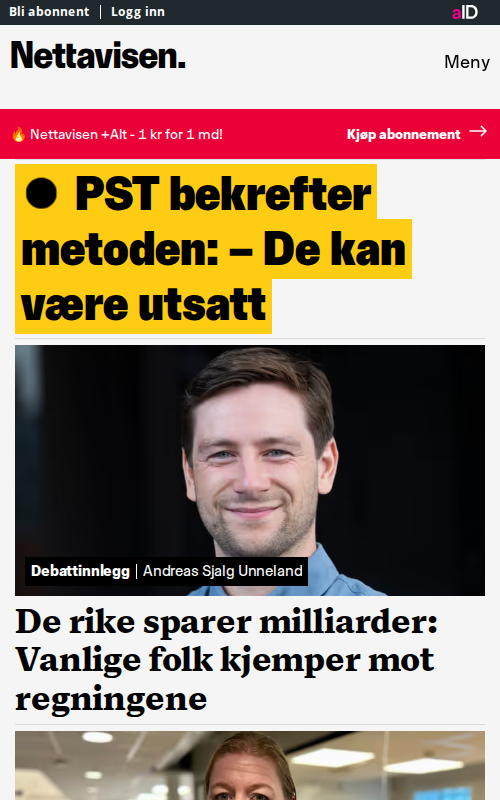 Bli abonnent | Logg inn
aID
Nettavisen.
Meny
🔥 Nettavisen +Alt - 1 kr for 1 md!
Kjøp abonnement →
PST bekrefter
metoden: – De kan
være utsatt
Debattinnlegg | Andreas Sjalg Unneland
De rike sparer milliarder:
Vanlige folk kjemper mot
regningene